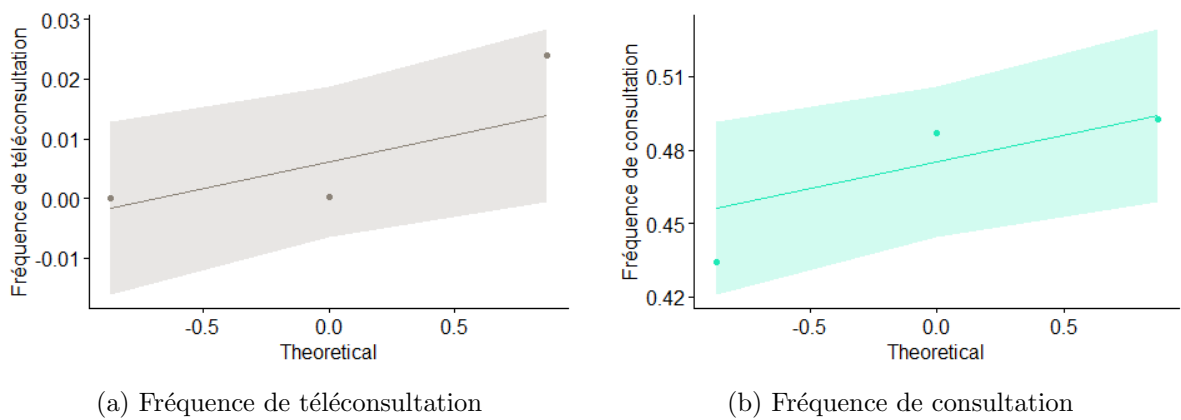 Fréquence de téléconsultation
0.03
0.02
0.01
0.00
-0.01
-0.5
0.0
0.5
Theoretical
(a) Fréquence de téléconsultation
Fréquence de consultation
0.51
0.48
0.45
0.42
-0.5
0.0
0.5
Theoretical
(b) Fréquence de consultation